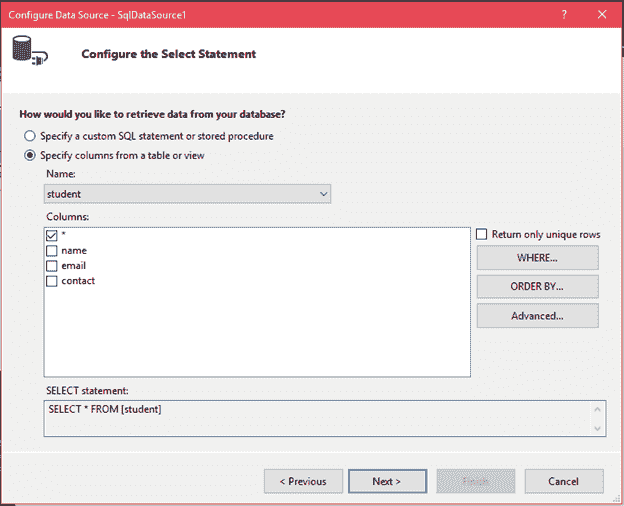 Configure Data Source - SqlDataSource1
Configure the Select Statement
How would you like to retrieve data from your database?
Specify a custom SQL statement or stored procedure
Specify columns from a table or view
Name:
student
Columns:
*
name
email
contact
Return only unique rows
WHERE...
ORDER BY...
Advanced...
SELECT statement:
SELECT * FROM [student]
< Previous
Next >
Finish
Cancel